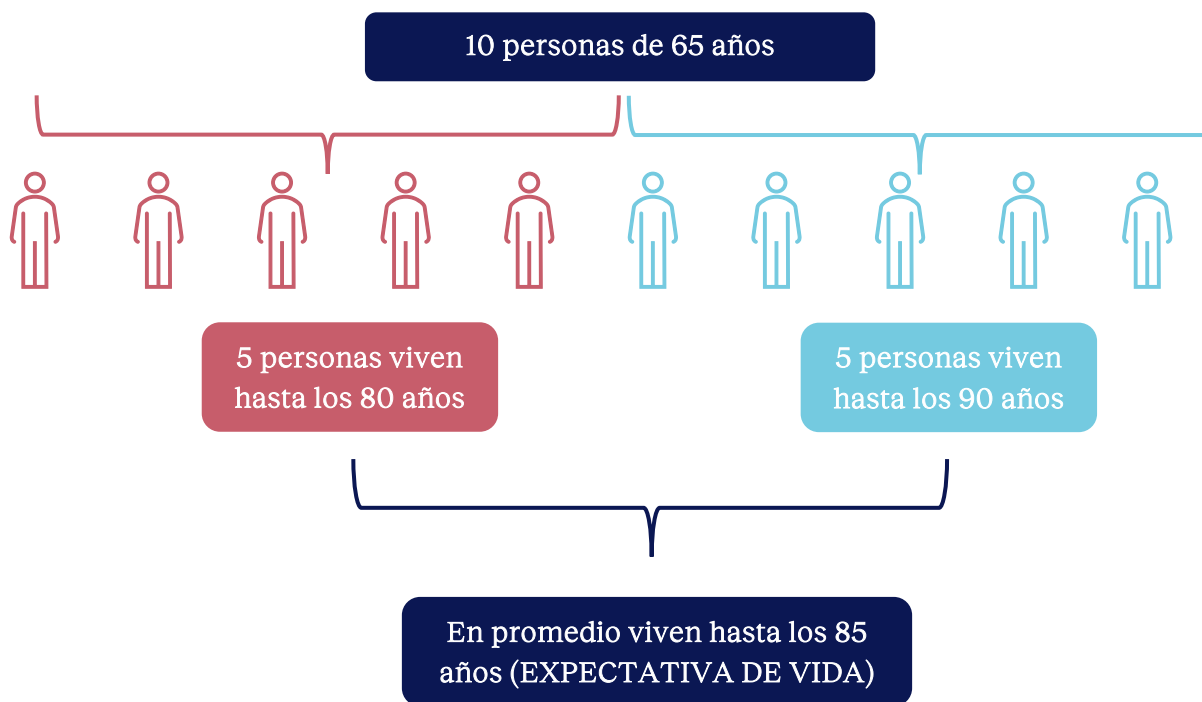 10 personas de 65 años
5 personas viven
hasta los 80 años
5 personas viven
hasta los 90 años
En promedio viven hasta los 85
años (EXPECTATIVA DE VIDA)